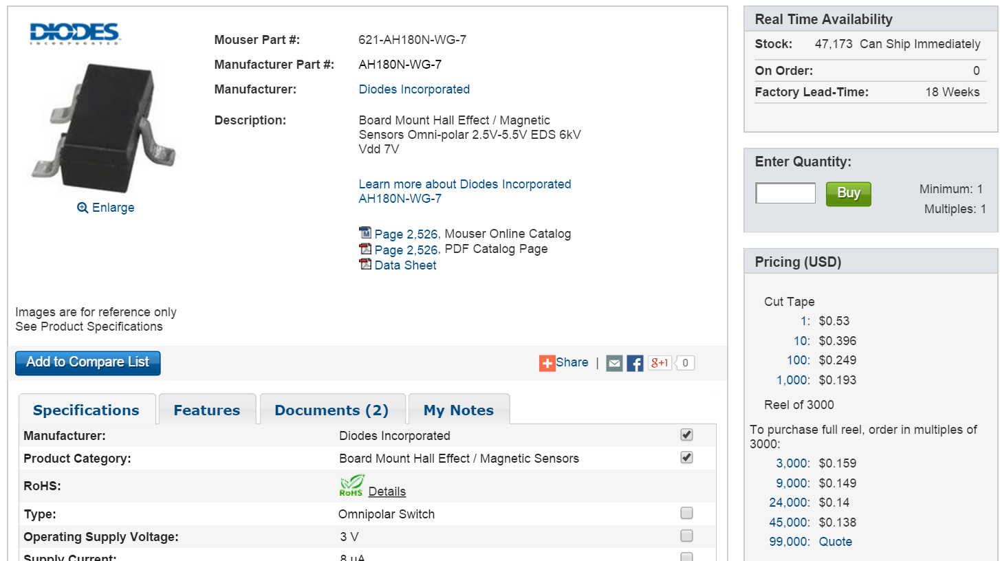 DIODES
INCORPORATED
Enlarge
Images are for reference only
See Product Specifications
Mouser Part #: 621-AH180N-WG-7
Manufacturer Part #: AH180N-WG-7
Manufacturer: Diodes Incorporated
Description: Board Mount Hall Effect / Magnetic
Sensors Omni-polar 2.5V-5.5V EDS 6kV
Vdd 7V
Learn more about Diodes Incorporated
AH180N-WG-7
Page 2,526, Mouser Online Catalog
Page 2,526, PDF Catalog Page
Data Sheet
Add to Compare List
Share | g+1 0
Specifications Features Documents (2) My Notes
Manufacturer: Diodes Incorporated
Product Category: Board Mount Hall Effect / Magnetic Sensors
RoHS: RoHS Details
Type: Omnipolar Switch
Operating Supply Voltage: 3 V
Supply Current: 8 uA
Real Time Availability
Stock: 47,173 Can Ship Immediately
On Order: 0
Factory Lead-Time: 18 Weeks
Enter Quantity:
Buy
Minimum: 1
Multiples: 1
Pricing (USD)
Cut Tape
1: $0.53
10: $0.396
100: $0.249
1,000: $0.193
Reel of 3000
To purchase full reel, order in multiples of
3000:
3,000: $0.159
9,000: $0.149
24,000: $0.14
45,000: $0.138
99,000: Quote